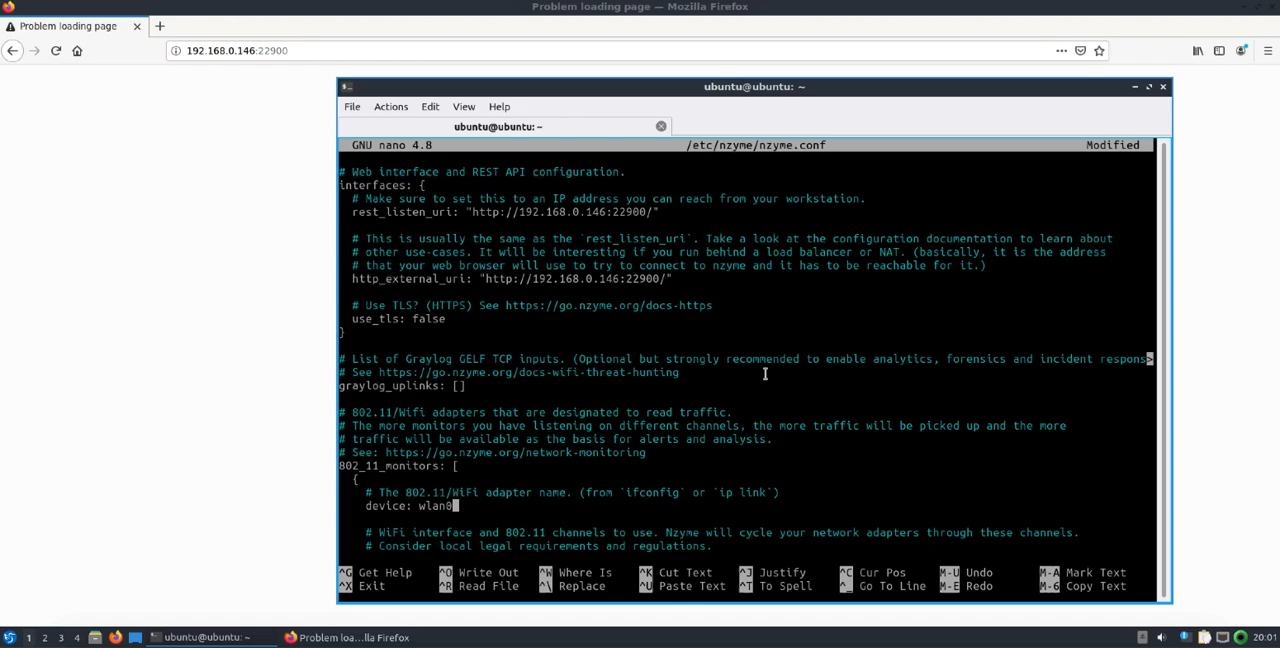 Problem loading page — Mozilla Firefox
Problem loading page
192.168.0.146:22900
ubuntu@ubuntu: ~
File Actions Edit View Help
ubuntu@ubuntu: ~
GNU nano 4.8 /etc/nzyme/nzyme.conf Modified
# Web interface and REST API configuration.
interfaces: {
# Make sure to set this to an IP address you can reach from your workstation.
rest_listen_uri: "http://192.168.0.146:22900/"
# This is usually the same as the `rest_listen_uri`. Take a look at the configuration documentation to learn about
# other use-cases. It will be interesting if you run behind a load balancer or NAT. (basically, it is the address
# that your web browser will use to try to connect to nzyme and it has to be reachable for it.)
http_external_uri: "http://192.168.0.146:22900/"
# Use TLS? (HTTPS) See https://go.nzyme.org/docs-https
use_tls: false
}
# List of Graylog GELF TCP inputs. (Optional but strongly recommended to enable analytics, forensics and incident respons>
# See https://go.nzyme.org/docs-wifi-threat-hunting
graylog_uplinks: []
# 802.11/Wifi adapters that are designated to read traffic.
# The more monitors you have listening on different channels, the more traffic will be picked up and the more
# traffic will be available as the basis for alerts and analysis.
# See: https://go.nzyme.org/network-monitoring
802_11_monitors: [
{
# The 802.11/WiFi adapter name. (from `ifconfig` or `ip link`)
device: wlan0
# WiFi interface and 802.11 channels to use. Nzyme will cycle your network adapters through these channels.
# Consider local legal requirements and regulations.
^G Get Help ^O Write Out ^W Where Is ^K Cut Text ^J Justify ^C Cur Pos M-U Undo M-A Mark Text
^X Exit ^R Read File ^\ Replace ^U Paste Text ^T To Spell ^_ Go To Line M-E Redo M-6 Copy Text
1 2 3 4 ubuntu@ubuntu: ~ Problem loa...lla Firefox 20:01